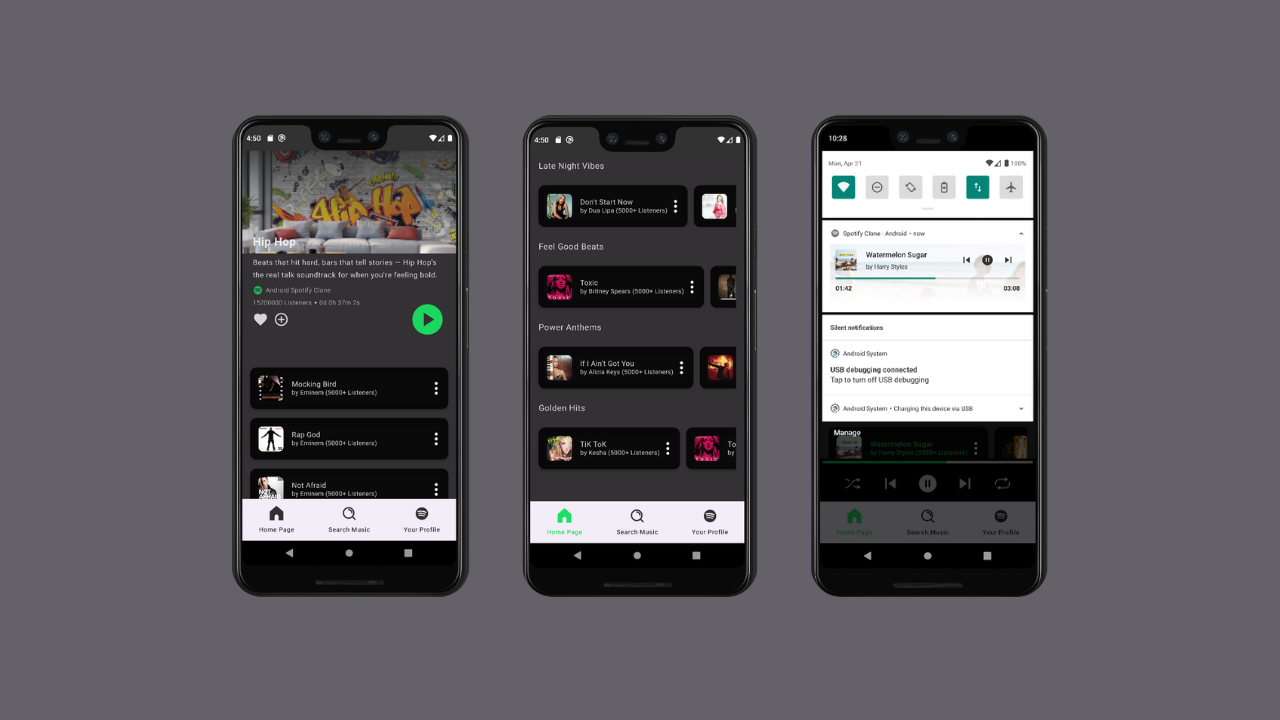 4:50
Hip Hop
Beats that hit hard, bars that tell stories — Hip Hop's
the real talk soundtrack for when you're feeling bold.
Android Spotify Clone
15200000 Listeners • 0d 0h 37m 2s
Mocking Bird
by Eminem (5000+ Listeners)
Rap God
by Eminem (5000+ Listeners)
Not Afraid
by Eminem (5000+ Listeners)
Home Page
Search Music
Your Profile
4:50
Late Night Vibes
Don't Start Now
by Dua Lipa (5000+ Listeners)
Feel Good Beats
Toxic
by Britney Spears (5000+ Listeners)
TOXIC
Power Anthems
If I Ain't Got You
by Alicia Keys (5000+ Listeners)
Golden Hits
TiK ToK
by Kesha (5000+ Listeners)
To
by
Home Page
Search Music
Your Profile
10:28
Mon, Apr 21
100%
Spotify Clone - Android • now
Watermelon Sugar
by Harry Styles
01:42
03:08
Silent notifications
Android System
USB debugging connected
Tap to turn off USB debugging
Android System • Charging this device via USB
Manage
Watermelon Sugar
by Harry Styles (5000+ Listeners)
Home Page
Search Music
Your Profile